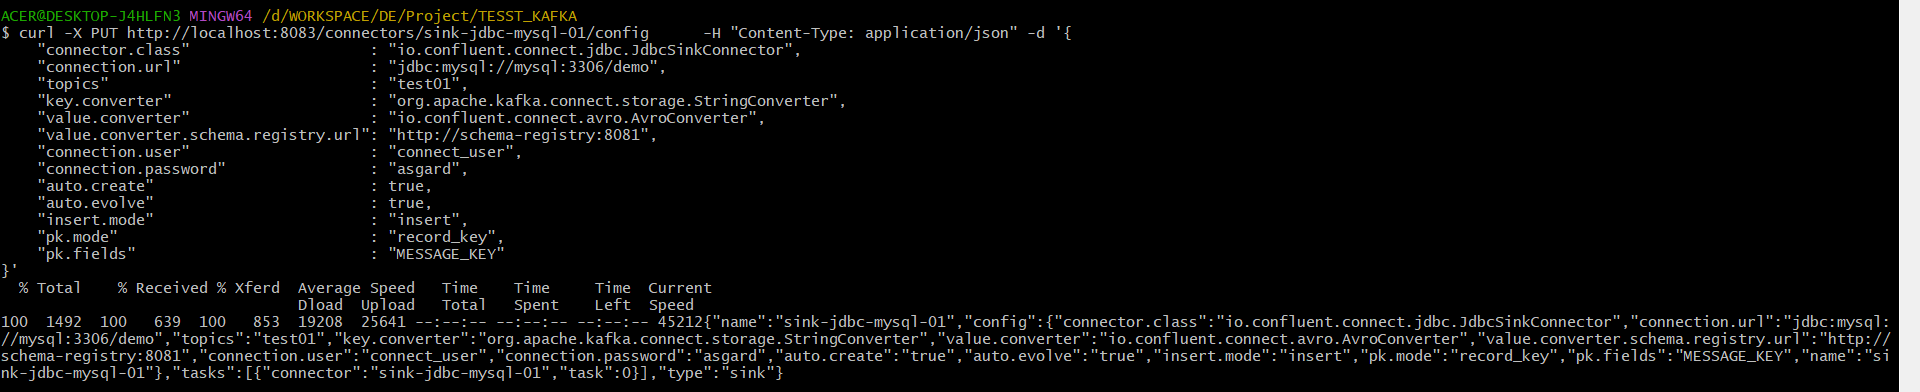 ACER@DESKTOP-J4HLFN3 MINGW64 /d/WORKSPACE/DE/Project/TESST_KAFKA
$ curl -X PUT http://localhost:8083/connectors/sink-jdbc-mysql-01/config      -H "Content-Type: application/json" -d '{
    "connector.class"                    : "io.confluent.connect.jdbc.JdbcSinkConnector",
    "connection.url"                     : "jdbc:mysql://mysql:3306/demo",
    "topics"                             : "test01",
    "key.converter"                      : "org.apache.kafka.connect.storage.StringConverter",
    "value.converter"                    : "io.confluent.connect.avro.AvroConverter",
    "value.converter.schema.registry.url": "http://schema-registry:8081",
    "connection.user"                    : "connect_user",
    "connection.password"                : "asgard",
    "auto.create"                        : true,
    "auto.evolve"                        : true,
    "insert.mode"                        : "insert",
    "pk.mode"                            : "record_key",
    "pk.fields"                          : "MESSAGE_KEY"
}'
  % Total    % Received % Xferd  Average Speed   Time    Time     Time  Current
                                 Dload  Upload   Total   Spent    Left  Speed
100  1492  100   639  100   853  19208  25641 --:--:-- --:--:-- --:--:-- 45212{"name":"sink-jdbc-mysql-01","config":{"connector.class":"io.confluent.connect.jdbc.JdbcSinkConnector","connection.url":"jdbc:mysql:
//mysql:3306/demo","topics":"test01","key.converter":"org.apache.kafka.connect.storage.StringConverter","value.converter":"io.confluent.connect.avro.AvroConverter","value.converter.schema.registry.url":"http://
schema-registry:8081","connection.user":"connect_user","connection.password":"asgard","auto.create":"true","auto.evolve":"true","insert.mode":"insert","pk.mode":"record_key","pk.fields":"MESSAGE_KEY","name":"si
nk-jdbc-mysql-01"},"tasks":[{"connector":"sink-jdbc-mysql-01","task":0}],"type":"sink"}